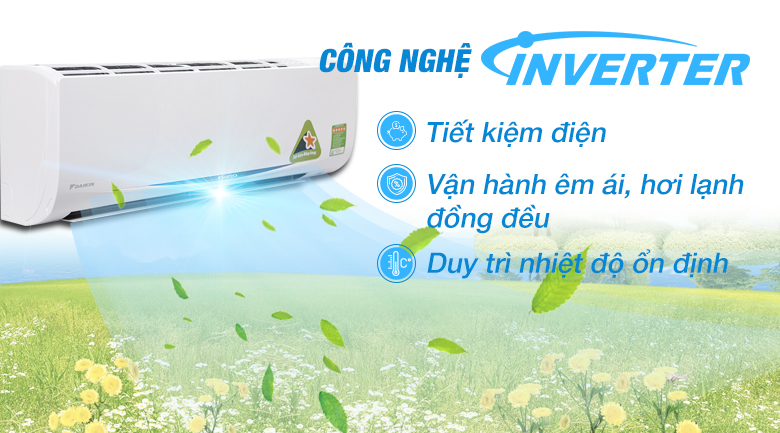 CÔNG NGHỆ INVERTER
Tiết kiệm điện
Vận hành êm ái, hơi lạnh
đồng đều
Duy trì nhiệt độ ổn định
C°
DAIKIN